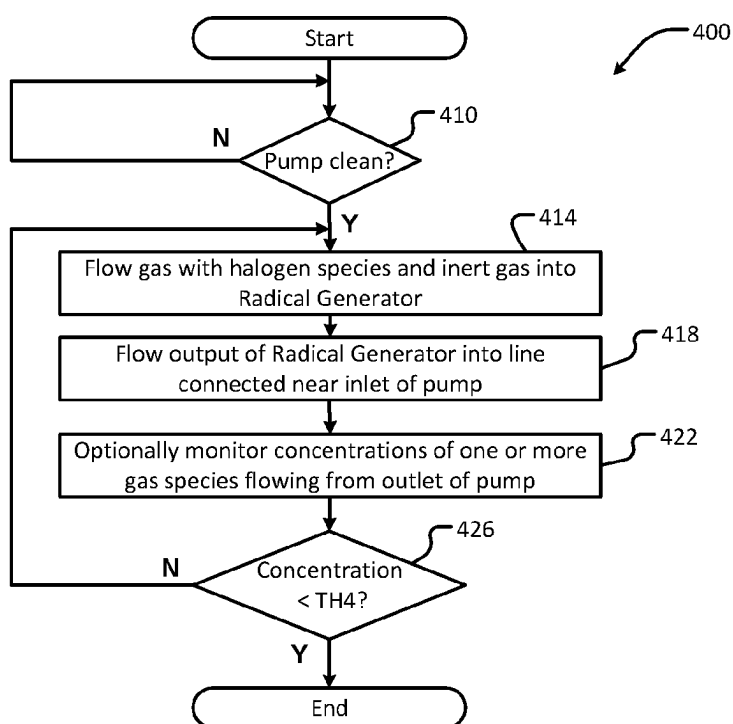 Start
400
410
N
Pump clean?
Y
414
Flow gas with halogen species and inert gas into
Radical Generator
418
Flow output of Radical Generator into line
connected near inlet of pump
422
Optionally monitor concentrations of one or more
gas species flowing from outlet of pump
426
N
Concentration
< TH4?
Y
End